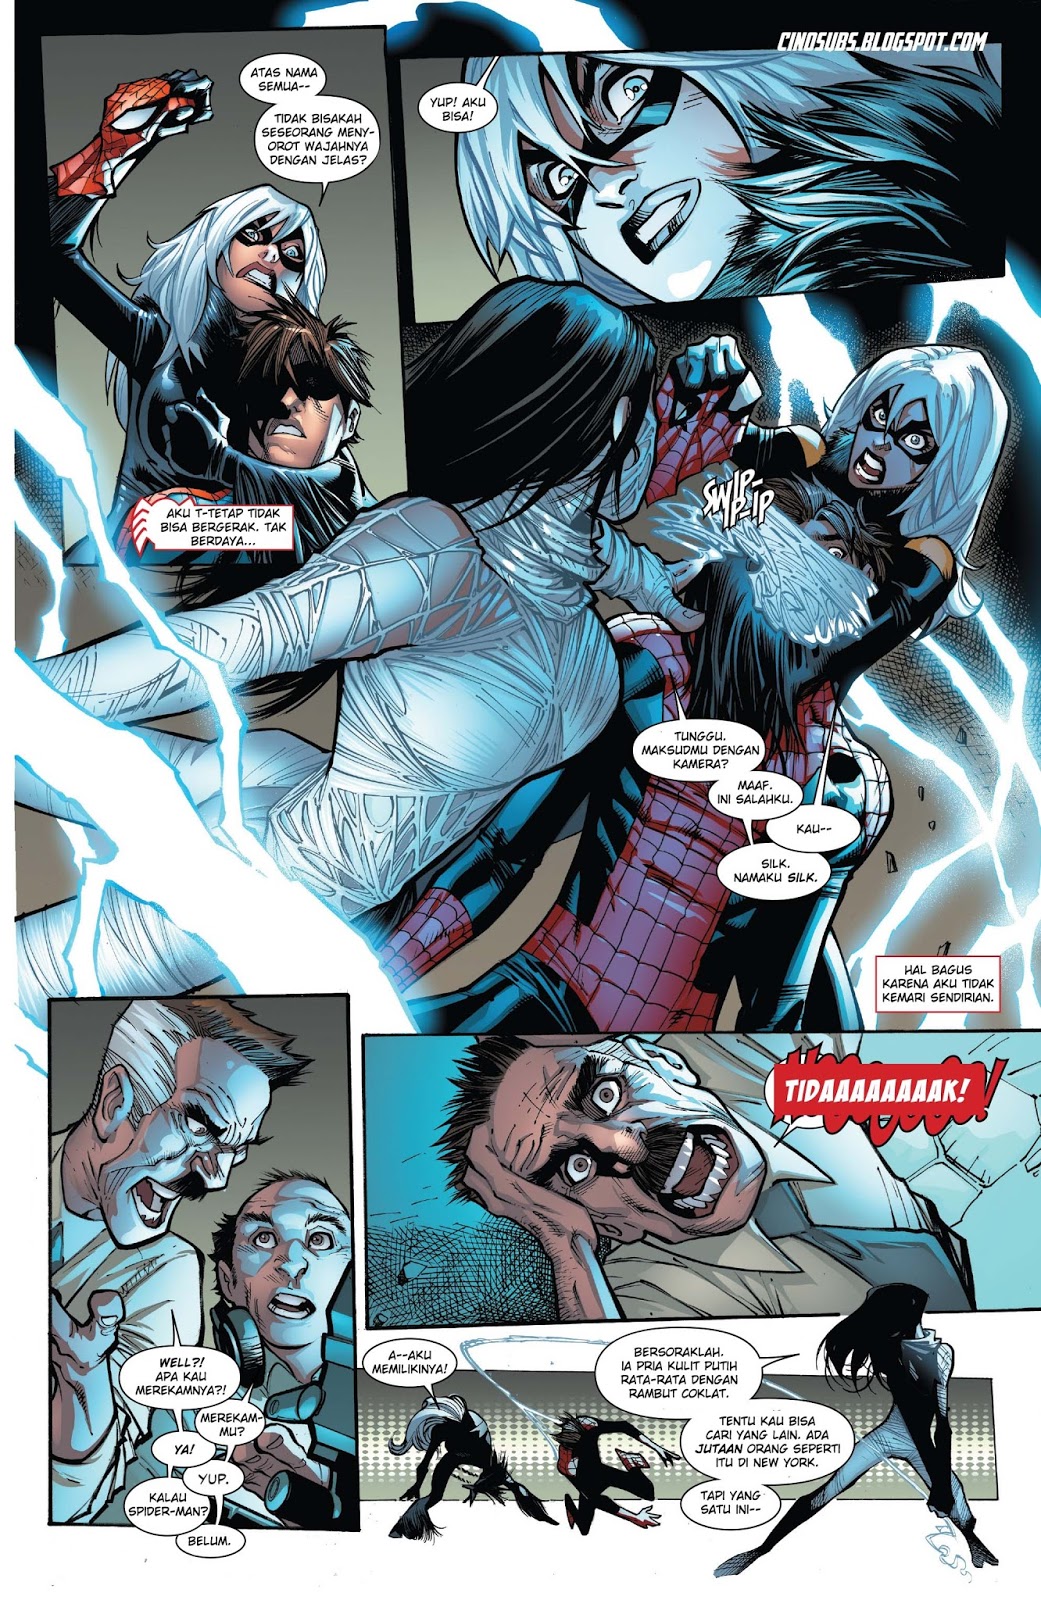 CINOSUBS.BLOGSPOT.COM
ATAS NAMA
SEMUA--
TIDAK BISAKAH
SESEORANG MENY-
OROT WAJAHNYA
DENGAN JELAS?
AKU T-TETAP TIDAK
BISA BERGERAK. TAK
BERDAYA...
YUP! AKU
BISA!
SWIP-
IP-IP
TUNGGU.
MAKSUDMU DENGAN
KAMERA?
MAAF.
INI SALAHKU.
KAU--
SILK.
NAMAKU SILK.
HAL BAGUS
KARENA AKU TIDAK
KEMARI SENDIRIAN.
WELL?!
APA KAU
MEREKAMNYA?!
MEREKAM-
MU?
YA!
YUP.
KALAU
SPIDER-MAN?
BELUM.
TIDAAAAAAAAAK!
A--AKU
MEMILIKINYA!
BERSORAKLAH.
IA PRIA KULIT PUTIH
RATA-RATA DENGAN
RAMBUT COKLAT.
TENTU KAU BISA
CARI YANG LAIN. ADA
JUTAAN ORANG SEPERTI
ITU DI NEW YORK.
TAPI YANG
SATU INI--